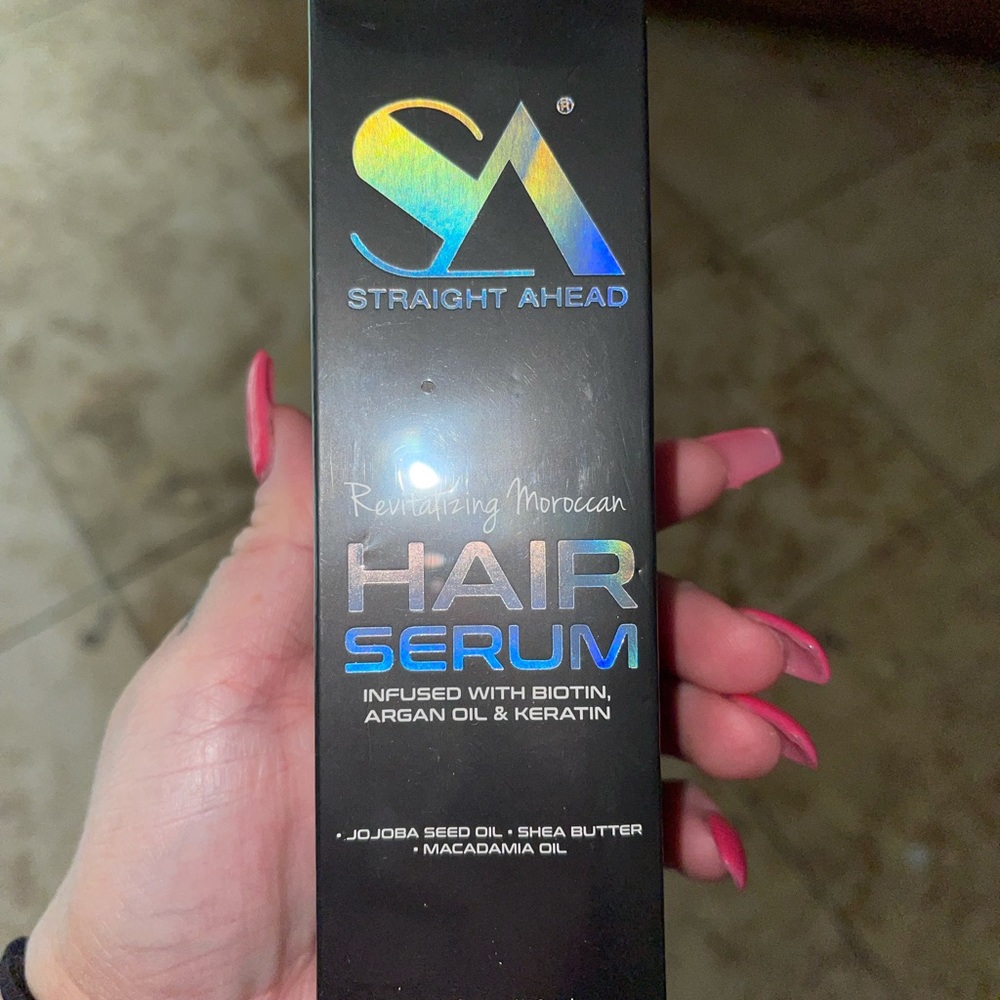 SA®
STRAIGHT AHEAD
Revitalizing Moroccan
HAIR
SERUM
INFUSED WITH BIOTIN,
ARGAN OIL & KERATIN
• JOJOBA SEED OIL • SHEA BUTTER
• MACADAMIA OIL